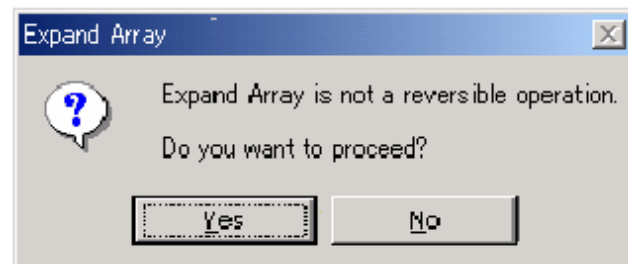 Expand Array
Expand Array is not a reversible operation.
Do you want to proceed?
Yes
No